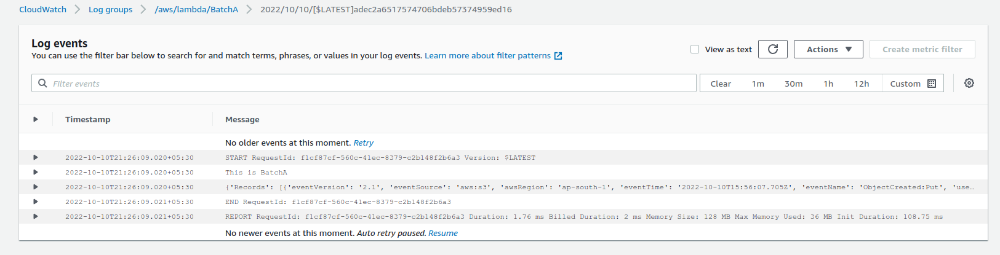 CloudWatch > Log groups > /aws/lambda/BatchA > 2022/10/10/[$LATEST]adec2a6517574706bdeb57374959ed16
Log events
You can use the filter bar below to search for and match terms, phrases, or values in your log events. Learn more about filter patterns
View as text
Actions
Create metric filter
Filter events
Clear 1m 30m 1h 12h Custom
Timestamp Message
No older events at this moment. Retry
2022-10-10T21:26:09.020+05:30 START RequestId: f1cf87cf-560c-41ec-8379-c2b148f2b6a3 Version: $LATEST
2022-10-10T21:26:09.020+05:30 This is BatchA
2022-10-10T21:26:09.020+05:30 {'Records': [{'eventVersion': '2.1', 'eventSource': 'aws:s3', 'awsRegion': 'ap-south-1', 'eventTime': '2022-10-10T15:56:07.705Z', 'eventName': 'ObjectCreated:Put', 'use…
2022-10-10T21:26:09.021+05:30 END RequestId: f1cf87cf-560c-41ec-8379-c2b148f2b6a3
2022-10-10T21:26:09.021+05:30 REPORT RequestId: f1cf87cf-560c-41ec-8379-c2b148f2b6a3 Duration: 1.76 ms Billed Duration: 2 ms Memory Size: 128 MB Max Memory Used: 36 MB Init Duration: 108.75 ms
No newer events at this moment. Auto retry paused. Resume